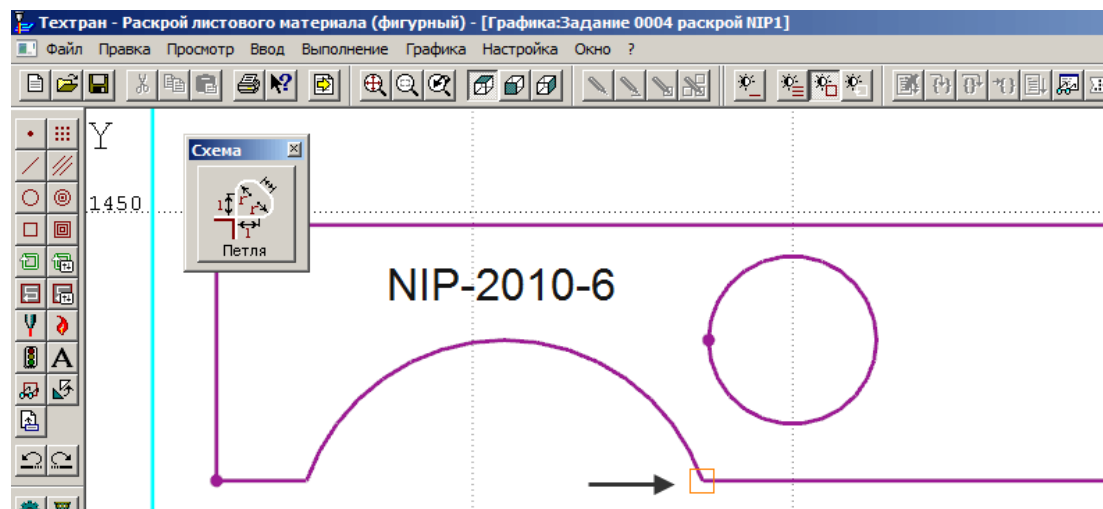 Техтран - Раскрой листового материала (фигурный) - [Графика:Задание 0004 раскрой NIP1]
Файл Правка Просмотр Ввод Выполнение Графика Настройка Окно ?
Y
Схема
1450
l r r l
Петля
NIP-2010-6
A